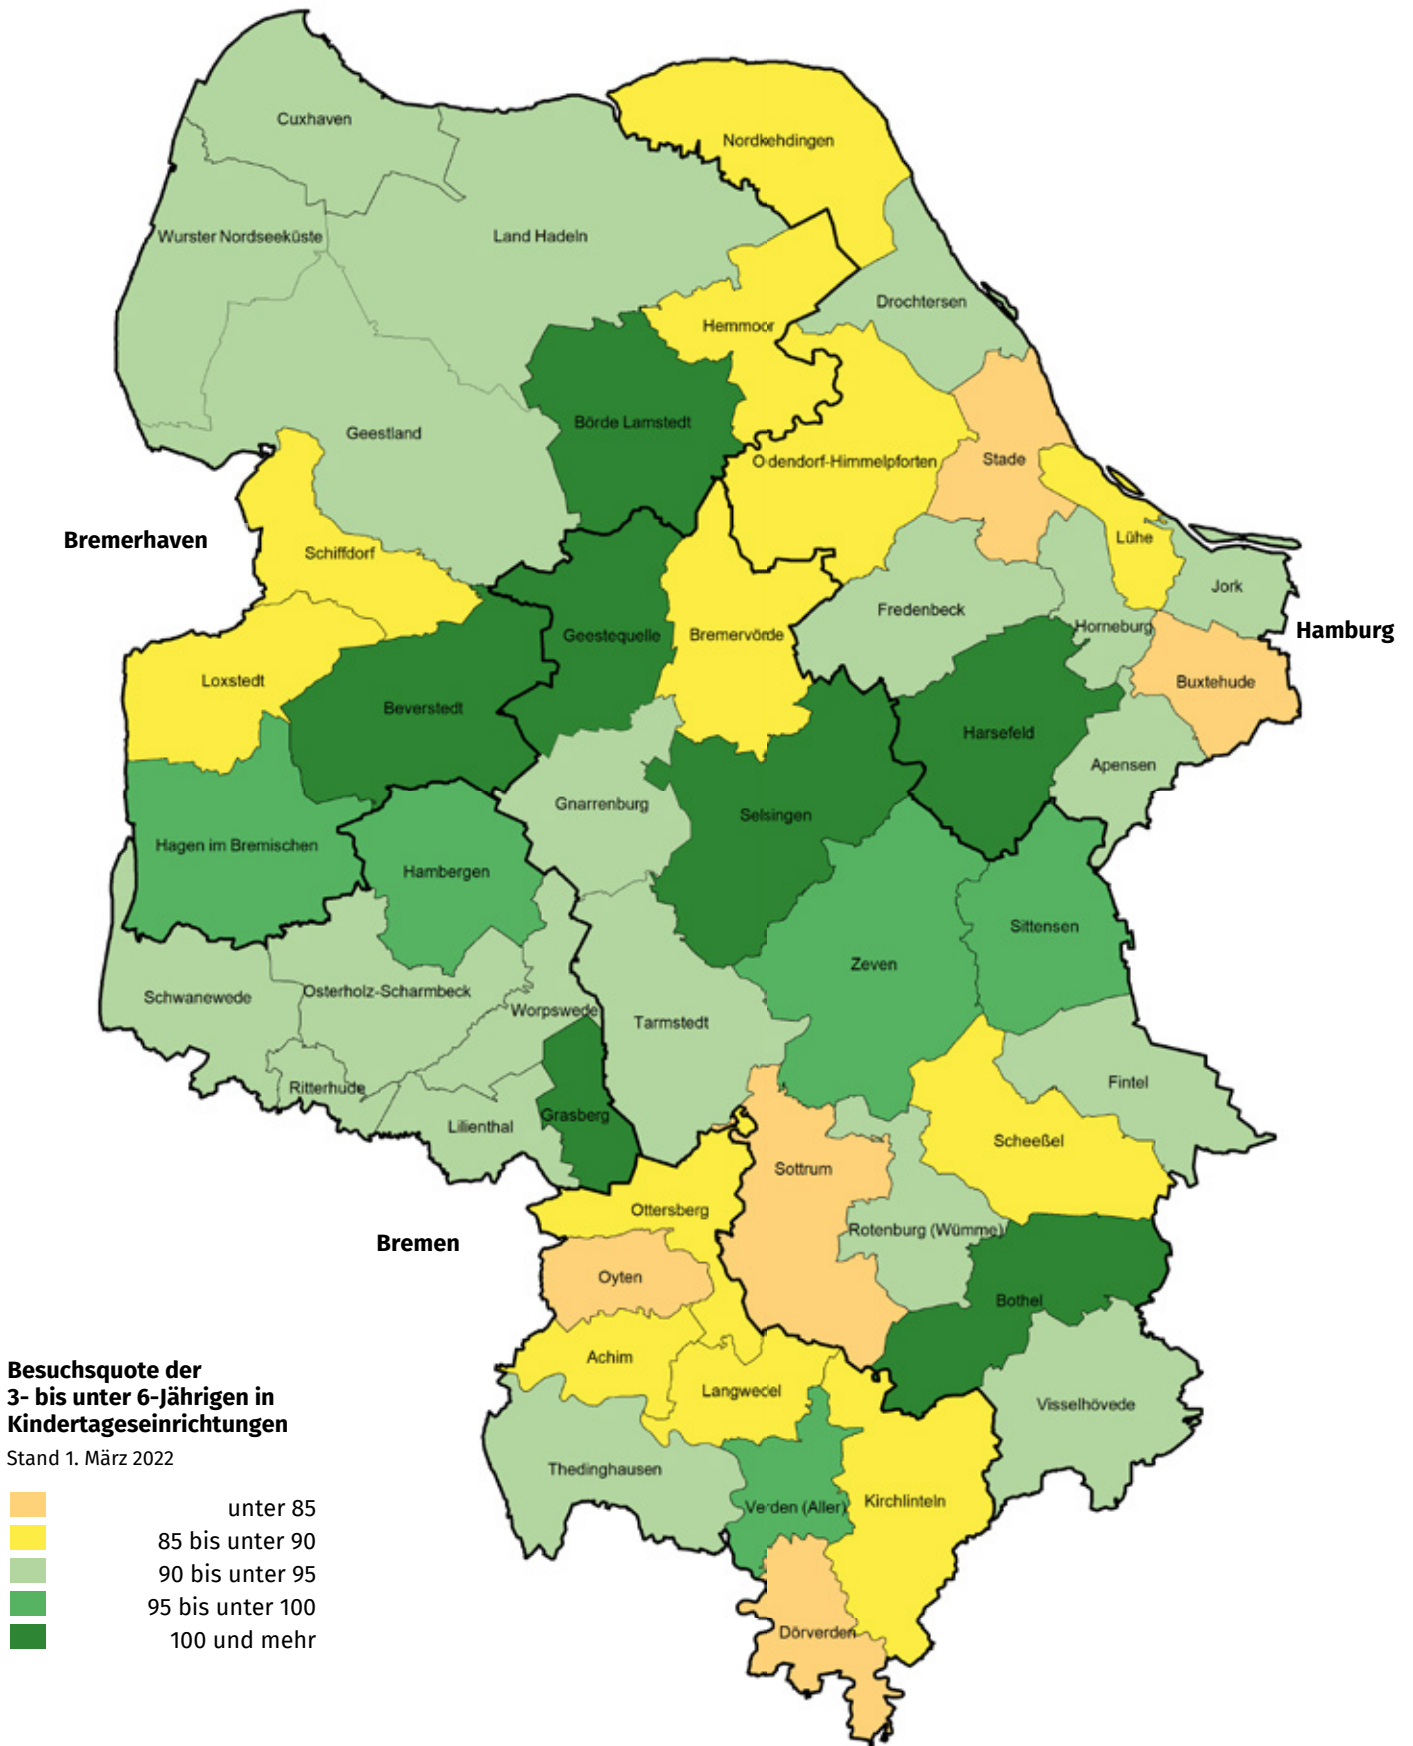 Cuxhaven
Nordkehdingen
Wurster Nordseeküste
Land Hadeln
Drochtersen
Hemmoor
Börde Lamstedt
Geestland
Oldendorf-Himmelpforten
Stade
Bremerhaven
Schiffdorf
Lühe
Jork
Geestequelle
Bremervörde
Fredenbeck
Horneburg
Hamburg
Loxstedt
Buxtehude
Beverstedt
Harsefeld
Apensen
Gnarrenburg
Selsingen
Hagen im Bremischen
Hambergen
Sittensen
Zeven
Schwanewede
Osterholz-Scharmbeck
Worpswede
Tarmstedt
Ritterhude
Fintel
Lilienthal
Grasberg
Scheeßel
Sottrum
Ottersberg
Rotenburg (Wümme)
Bremen
Oyten
Bothel
Achim
Langwedel
Visselhövede
Thedinghausen
Verden (Aller)
Kirchlinteln
Dörverden
Besuchsquote der
3- bis unter 6-Jährigen in
Kindertageseinrichtungen
Stand 1. März 2022
unter 85
85 bis unter 90
90 bis unter 95
95 bis unter 100
100 und mehr